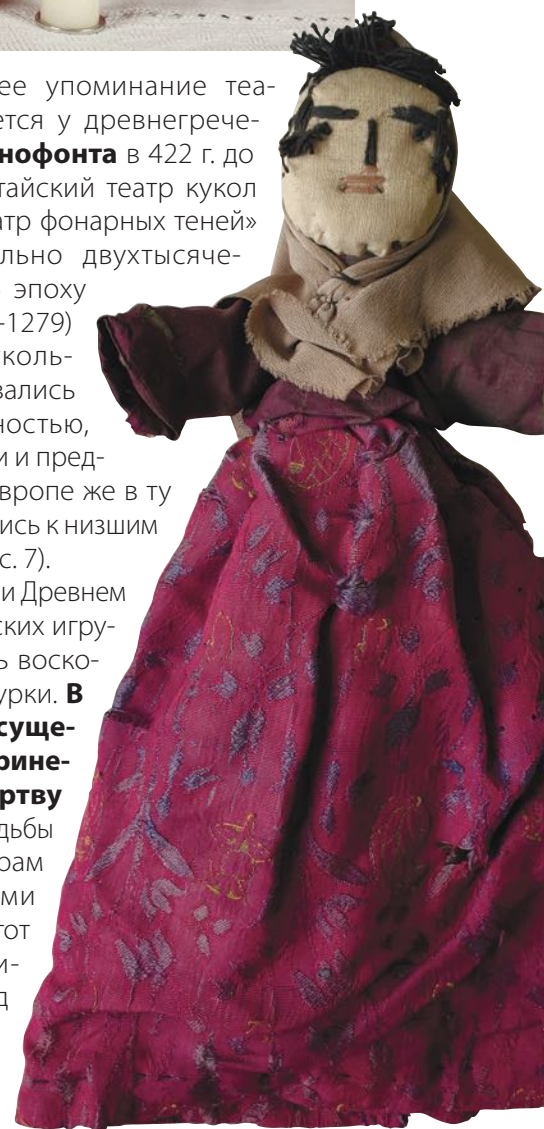 ее упоминание теа-
ется у древнегрече-
нофонта в 422 г. до
тайский театр кукол
атр фонарных теней»
льно двухтысяче-
эпоху
-1279)
коль-
вались
ностью,
и и пред-
вропе же в ту
ись к низшим
с. 7).
и Древнем
ских игру-
ь воско-
урки. В
суще-
рине-
ртву
дьбы
рам
ми
тот
и-
д